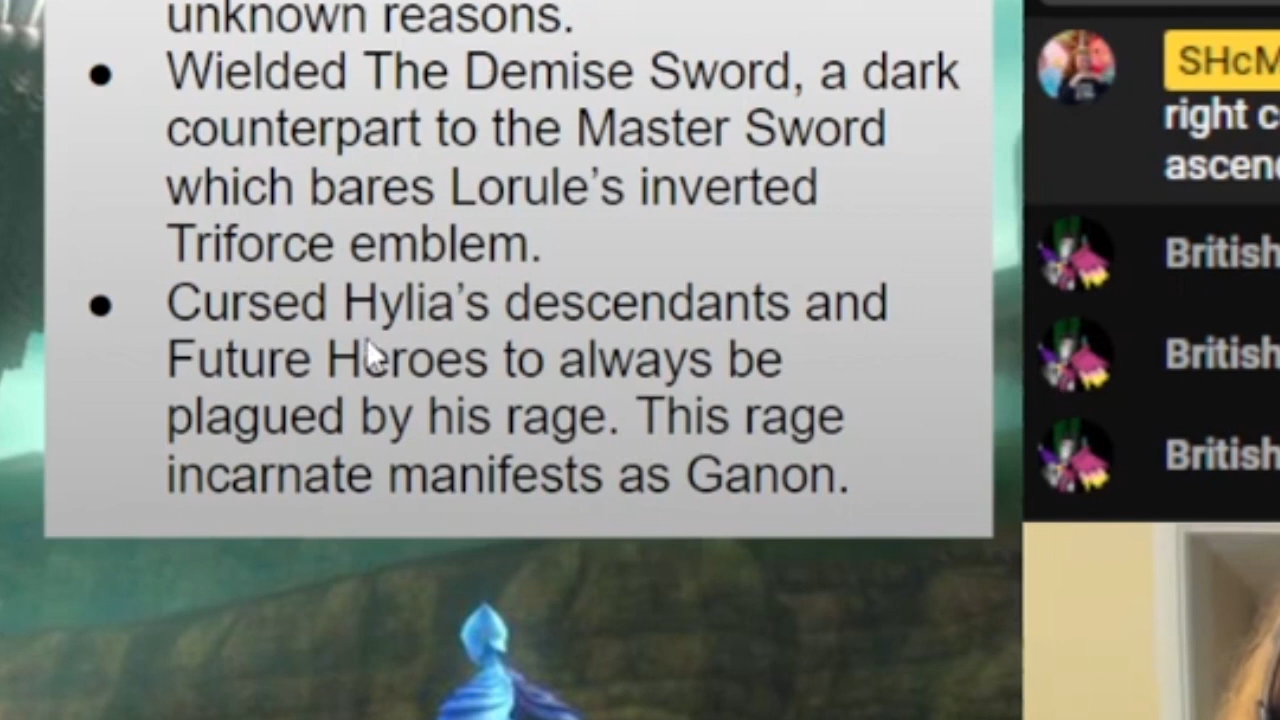 unknown reasons.
● Wielded The Demise Sword, a dark
counterpart to the Master Sword
which bares Lorule's inverted
Triforce emblem.
● Cursed Hylia's descendants and
Future Heroes to always be
plagued by his rage. This rage
incarnate manifests as Ganon.
SHcM
right c
ascend
British
British
British